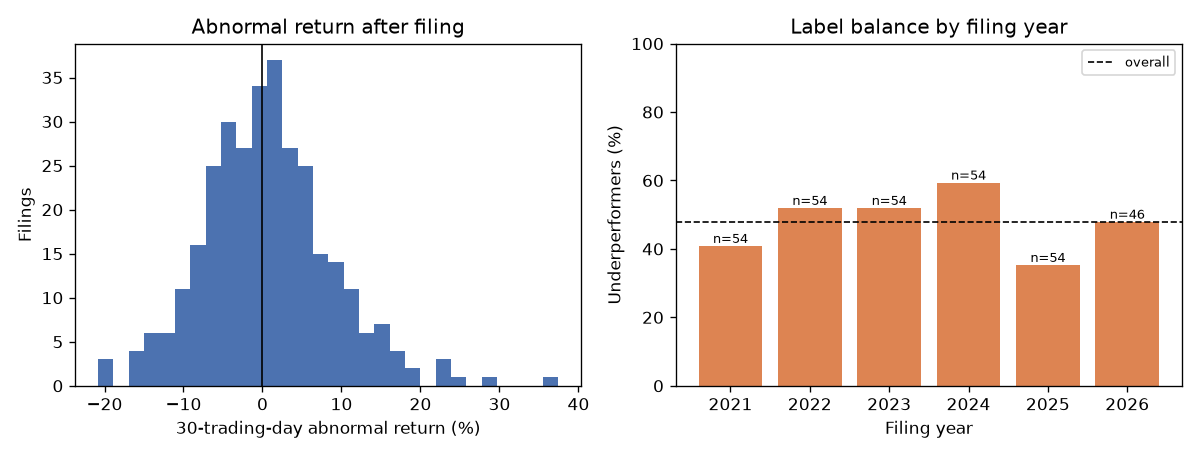 Abnormal return after filing
35
30
25
20
15
10
5
0
Filings
−20 −10 0 10 20 30 40
30-trading-day abnormal return (%)
Label balance by filing year
100
80
60
40
20
0
Underperformers (%)
overall
n=54 n=54 n=54 n=54 n=54 n=46
2021 2022 2023 2024 2025 2026
Filing year